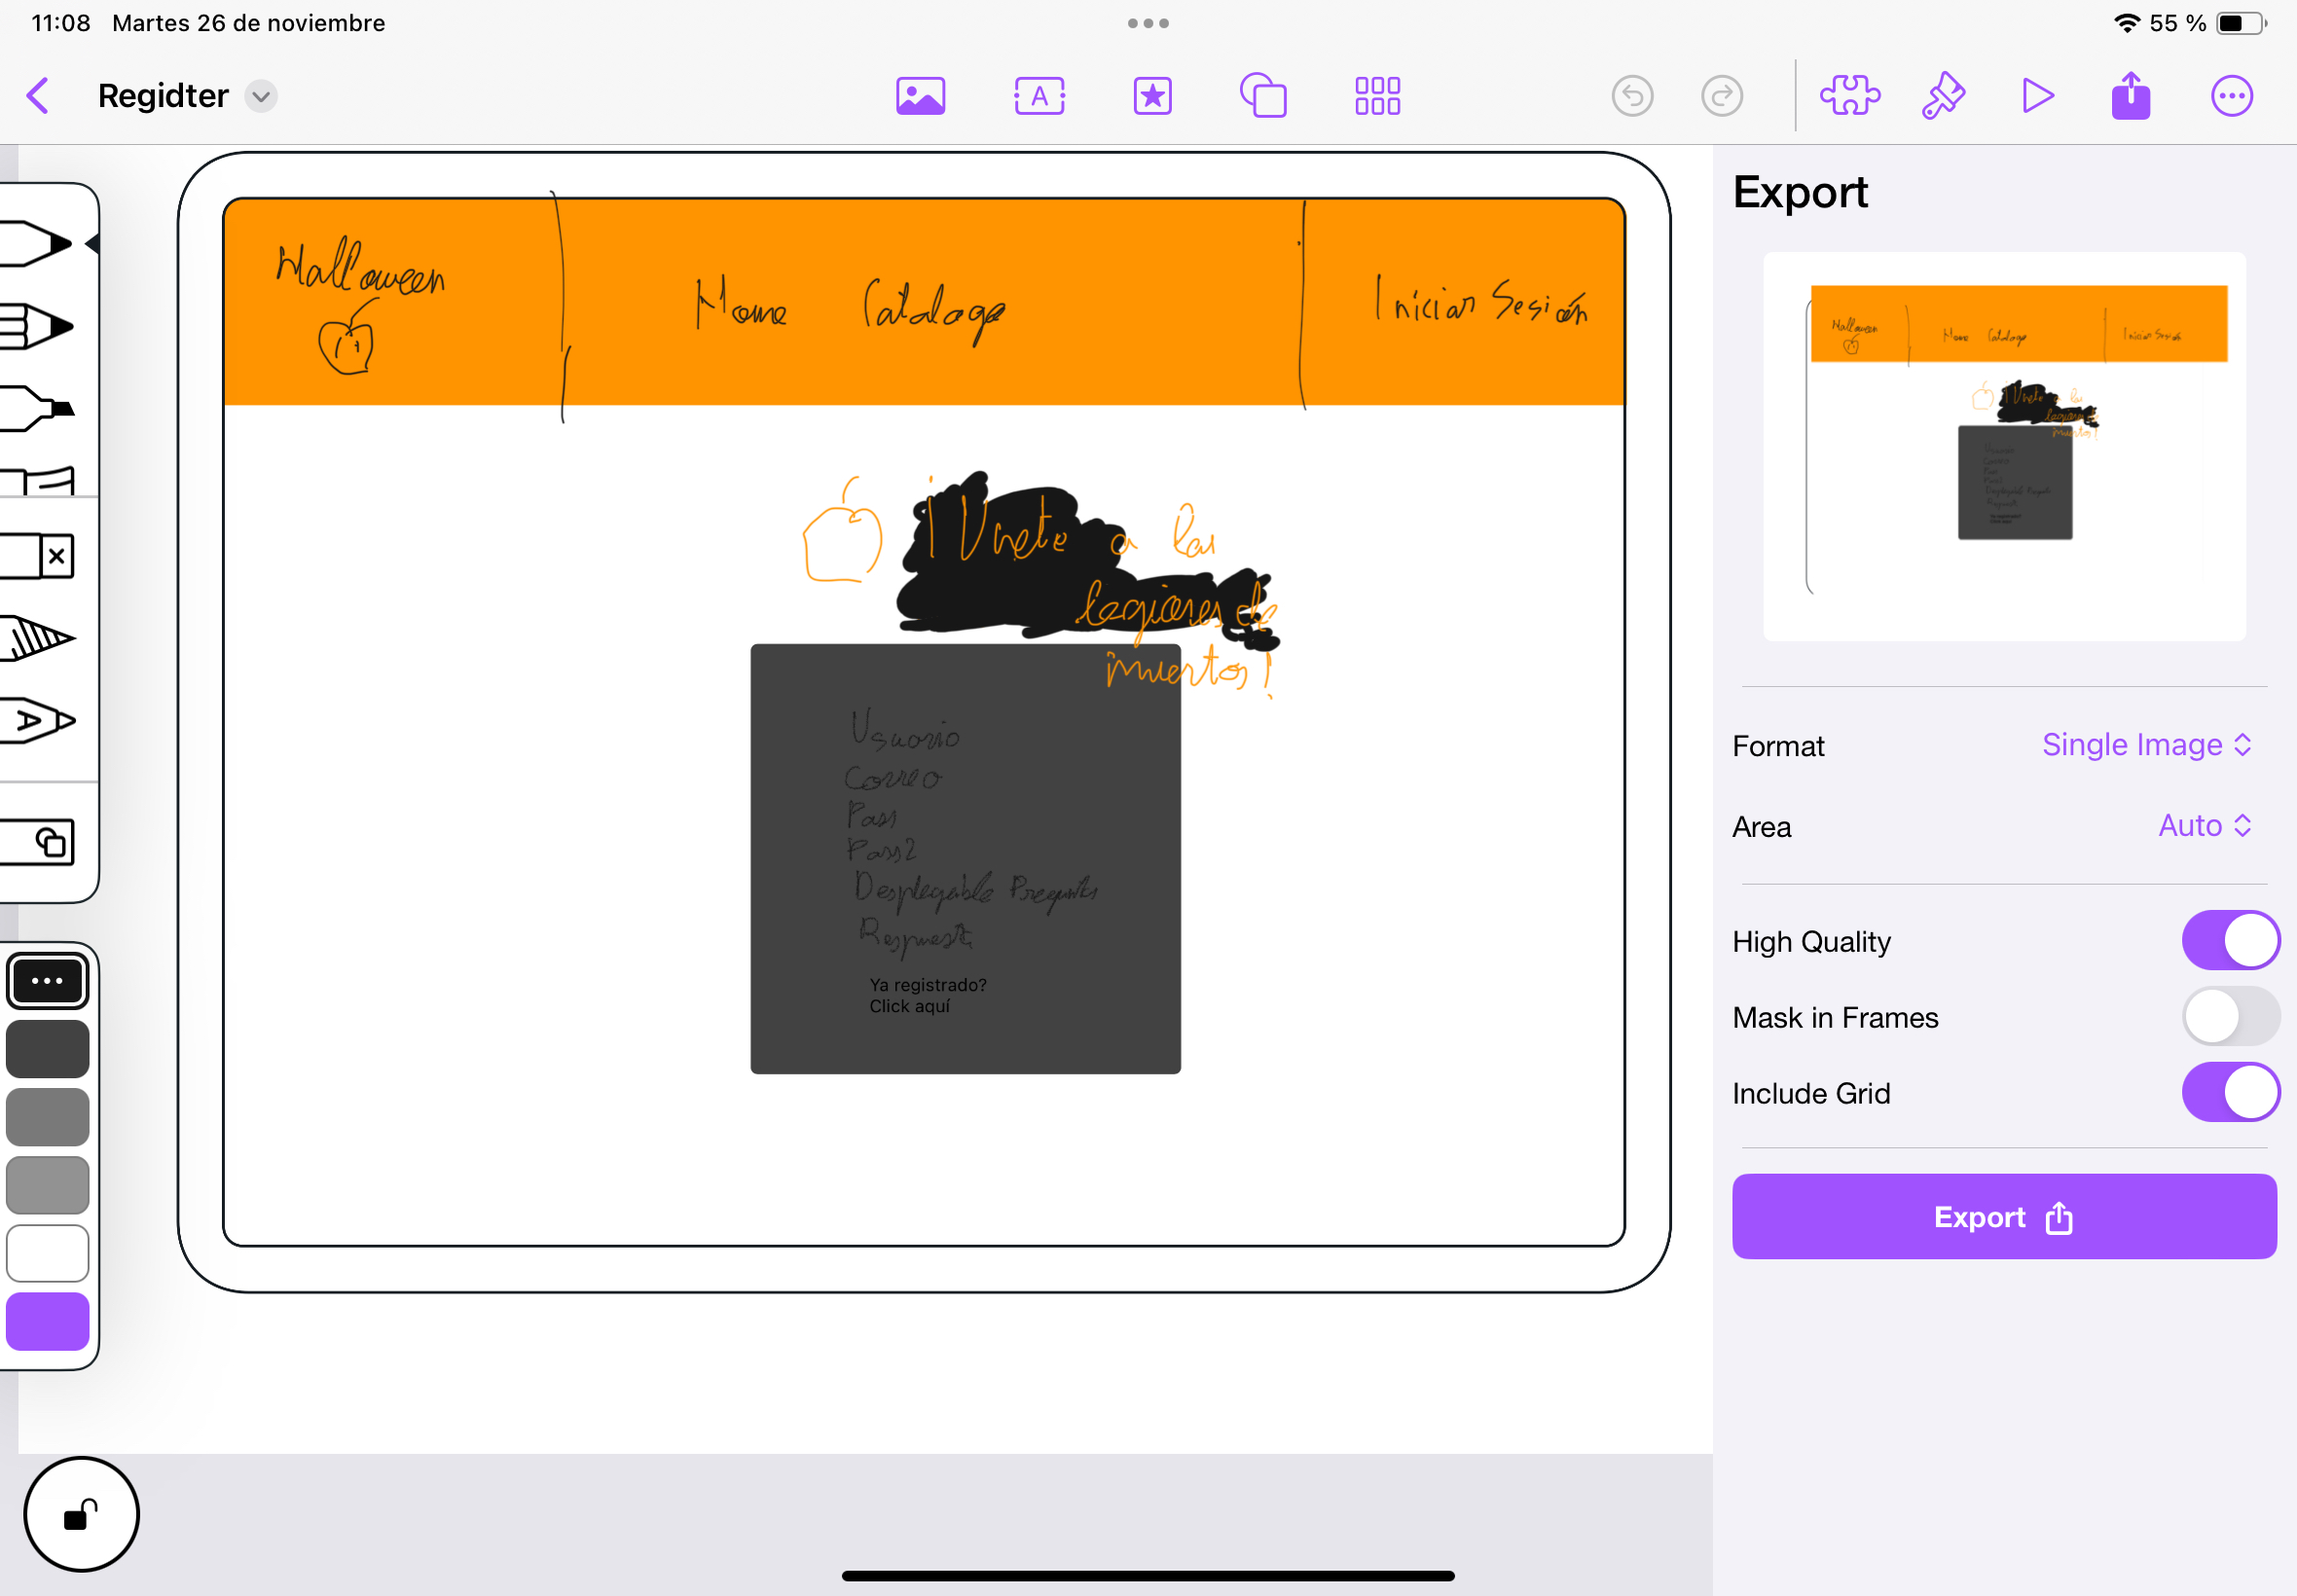 11:08 Martes 26 de noviembre
55 %
Regidter
A
Export
Halloween
Home Catalogo
Iniciar Sesión
¡Unete a las
legiones de
muertos!
Usuario
Correo
Pass
Pass2
Desplegable Preguntas
Respuesta
Ya registrado?
Click aquí
A
Format
Single Image
Area
Auto
High Quality
Mask in Frames
Include Grid
Export